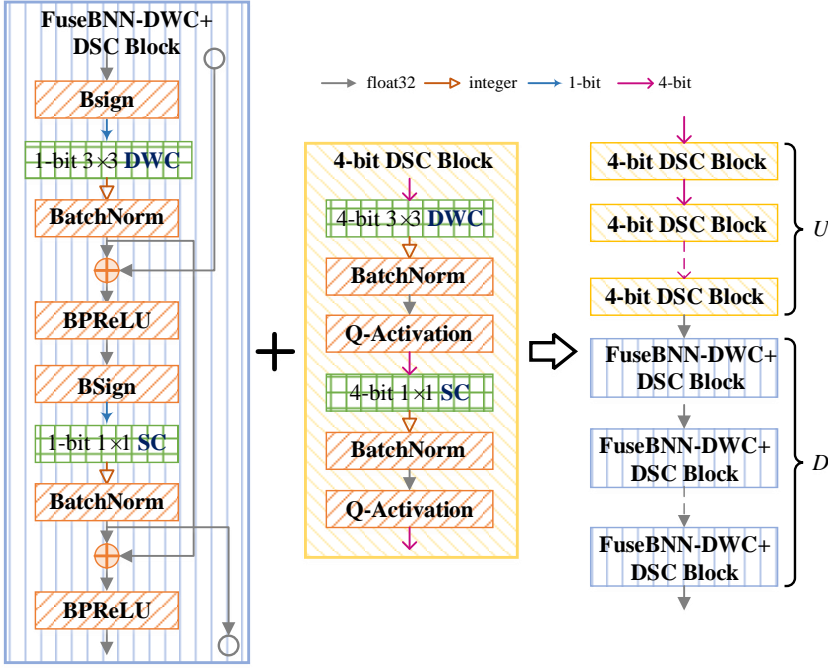 FuseBNN-DWC+
DSC Block
Bsign
1-bit 3×3 DWC
BatchNorm
BPReLU
BSign
1-bit 1×1 SC
BatchNorm
BPReLU
float32
integer
1-bit
4-bit
4-bit DSC Block
4-bit 3×3 DWC
BatchNorm
Q-Activation
4-bit 1×1 SC
BatchNorm
Q-Activation
4-bit DSC Block
4-bit DSC Block
4-bit DSC Block
U
FuseBNN-DWC+
DSC Block
FuseBNN-DWC+
DSC Block
FuseBNN-DWC+
DSC Block
D